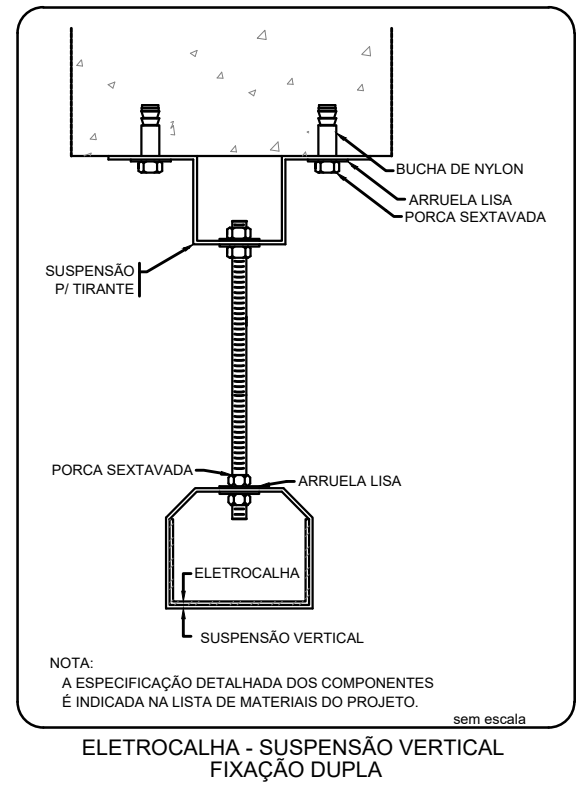 BUCHA DE NYLON
ARRUELA LISA
PORCA SEXTAVADA
SUSPENSÃO
P/ TIRANTE
PORCA SEXTAVADA
ARRUELA LISA
ELETROCALHA
SUSPENSÃO VERTICAL
NOTA:
A ESPECIFICAÇÃO DETALHADA DOS COMPONENTES
É INDICADA NA LISTA DE MATERIAIS DO PROJETO.
sem escala
ELETROCALHA - SUSPENSÃO VERTICAL
FIXAÇÃO DUPLA